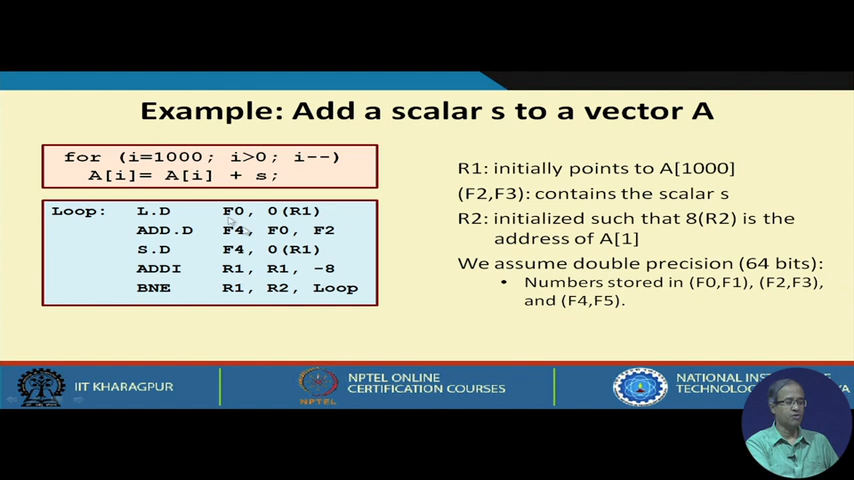 Example: Add a scalar s to a vector A
for (i=1000; i>0; i--)
A[i]= A[i] + s;
Loop: L.D F0, 0(R1)
ADD.D F4, F0, F2
S.D F4, 0(R1)
ADDI R1, R1, -8
BNE R1, R2, Loop
R1: initially points to A[1000]
(F2,F3): contains the scalar s
R2: initialized such that 8(R2) is the
address of A[1]
We assume double precision (64 bits):
• Numbers stored in (F0,F1), (F2,F3),
and (F4,F5).
IIT KHARAGPUR
NPTEL
NPTEL ONLINE
CERTIFICATION COURSES
NATIONAL OF
TECHNOLOG